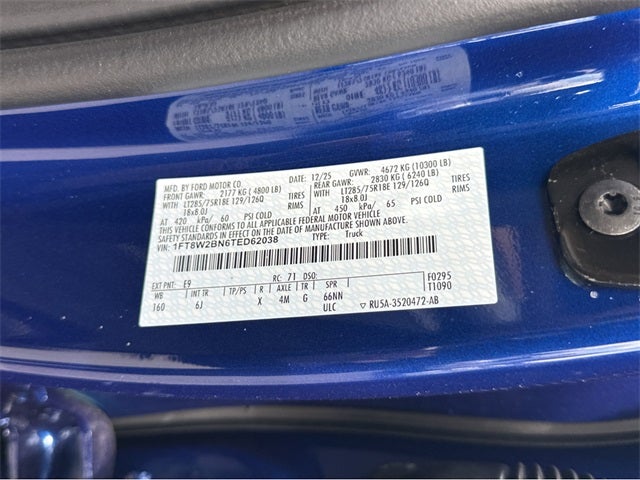 MFD. BY FORD MOTOR CO. DATE: 12/25 GVWR: 4672 KG (10300 LB)
FRONT GAWR: 2177 KG (4800 LB) REAR GAWR: 2830 KG (6240 LB)
LT285/75R18E 129/126Q WITH LT285/75R18E 129/126Q
18x8.0J 18x8.0J
AT 420 kPa/ 60 PSI COLD AT 450 kPa/ 65 PSI COLD
THIS VEHICLE CONFORMS TO ALL APPLICABLE FEDERAL MOTOR VEHICLE SAFETY STANDARDS IN EFFECT ON THE DATE OF MANUFACTURE SHOWN ABOVE.
VIN: 1FT8W2BN6TED62038 TYPE: Truck
F0295
T1090
EXT PNT: E9 RC: 71 DSO:
WB INT TR TP/PS R AXLE TR SPR
160 6J X 4M G 66NN
ULC ▽ RU5A-3520472-AB